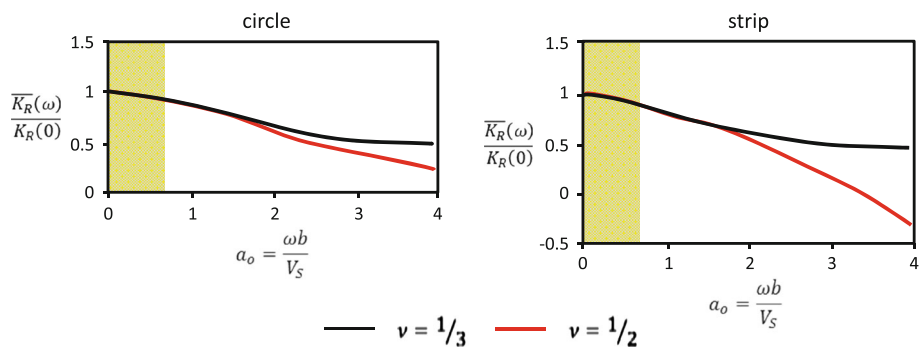 circle
1.5
1
0.5
0
0 1 2 3 4
K̅_R(ω) / K_R(0)
a_o = ωb / V_S
strip
1.5
1
0.5
0
-0.5
0 1 2 3 4
K̅_R(ω) / K_R(0)
a_o = ωb / V_S
ν = 1/3 ν = 1/2